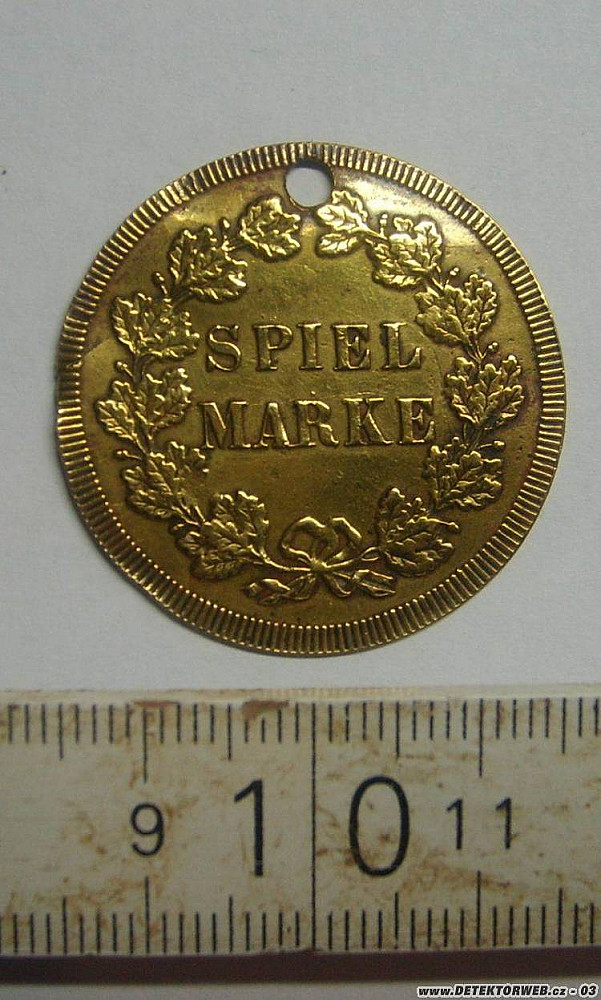 SPIEL
MARKE
9 10 11
www.DETEKTORWEB.cz - 03